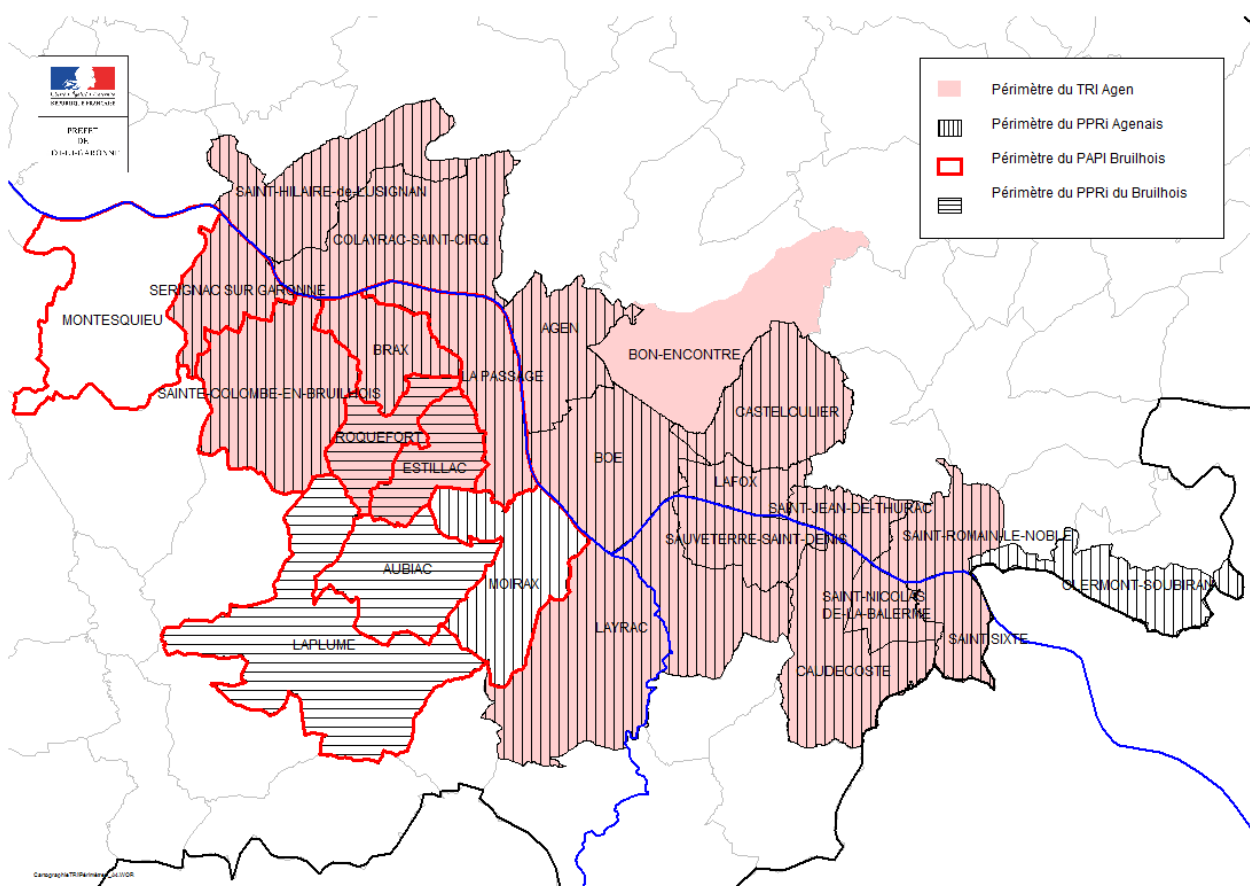 RÉPUBLIQUE FRANÇAISE
PREFET
DE
Périmètre du TRI Agen
Périmètre du PPRi Agenais
Périmètre du PAPI Bruilhois
Périmètre du PPRi du Bruilhois
SAINT-HILAIRE-de-LUSIGNAN
COLAYRAC-SAINT-CIRQ
SERIGNAC SUR GARONNE
MONTESQUIEU
AGEN
BRAX
BON-ENCONTRE
LA PASSAGE
SAINTE-COLOMBE-EN-BRUILHOIS
CASTELCULIER
ROQUEFORT
BOE
ESTILLAC
LAFOX
SAINT-JEAN-DE-THURAC
SAINT-ROMAIN-LE-NOBLE
SAUVETERRE-SAINT-DENIS
AUBIAC
MOIRAX
CLERMONT-SOUBIRAN
SAINT-NICOLAS
DE-LA-BALERME
LAYRAC
SAINT SIXTE
LAPLUME
CAUDECOSTE